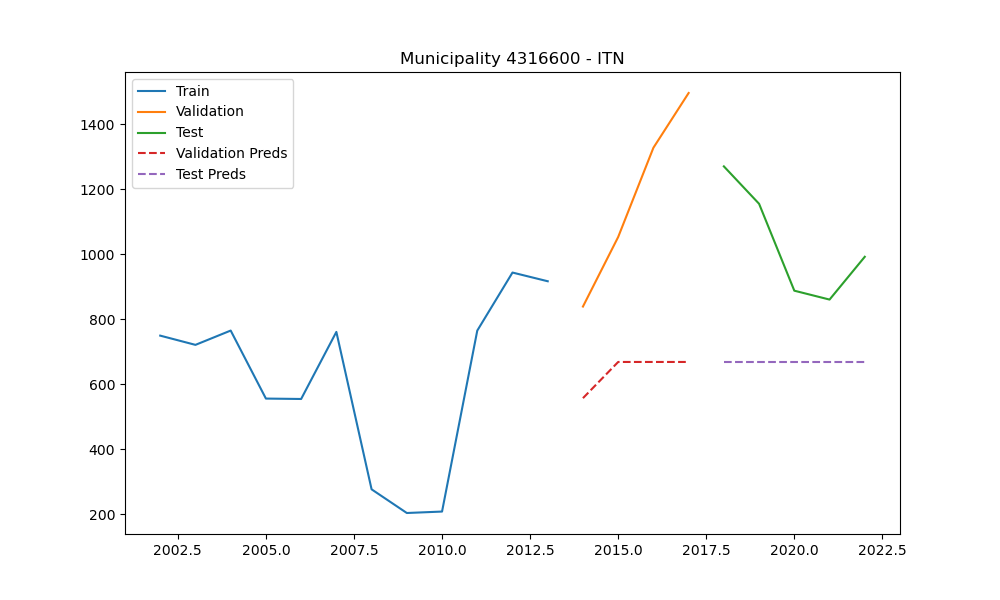 Municipality 4316600 - ITN
Train
Validation
Test
Validation Preds
Test Preds
1400
1200
1000
800
600
400
200
2002.5 2005.0 2007.5 2010.0 2012.5 2015.0 2017.5 2020.0 2022.5